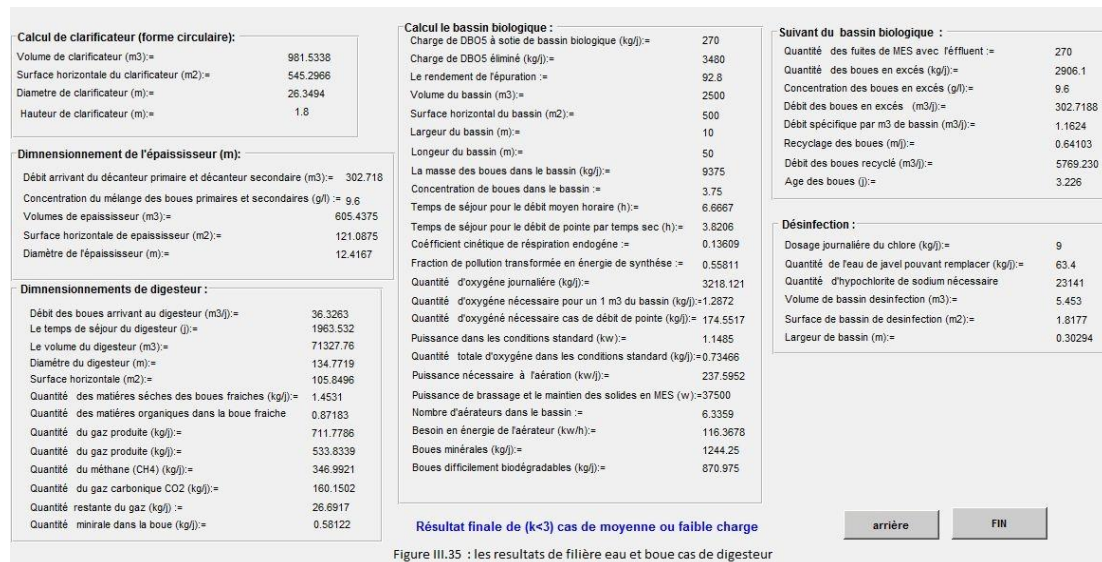 Calcul de clarificateur (forme circulaire):
Volume de clarificateur (m3):= 981.5338
Surface horizontale du clarificateur (m2):= 545.2966
Diametre de clarificateur (m):= 26.3494
Hauteur de clarificateur (m):= 1.8
Dimnensionnement de l'épaississeur (m):
Débit arrivant du décanteur primaire et décanteur secondaire (m3):= 302.718
Concentration du mélange des boues primaires et secondaires (g/l) := 9.6
Volumes de epaississeur (m3):= 605.4375
Surface horizontale de epaississeur (m2):= 121.0875
Diamètre de l'épaississeur (m):= 12.4167
Dimnensionnements de digesteur :
Débit des boues arrivant au digesteur (m3/j):= 36.3263
Le temps de séjour du digesteur (j):= 1963.532
Le volume du digesteur (m3):= 71327.76
Diamétre du digesteur (m):= 134.7719
Surface horizontale (m2):= 105.8496
Quantité des matiéres séches des boues fraiches (kg/j):= 1.4531
Quantité des matiéres organiques dans la boue fraiche 0.87183
Quantité du gaz produite (kg/j):= 711.7786
Quantité du gaz produite (kg/j):= 533.8339
Quantité du méthane (CH4) (kg/j):= 346.9921
Quantité du gaz carbonique CO2 (kg/j):= 160.1502
Quantité restante du gaz (kg/j) := 26.6917
Quantité minirale dans la boue (kg/j):= 0.58122
Calcul le bassin biologique :
Charge de DBO5 à sotie de bassin biologique (kg/j):= 270
Charge de DBO5 éliminé (kg/j):= 3480
Le rendement de l'épuration := 92.8
Volume du bassin (m3):= 2500
Surface horizontal du bassin (m2):= 500
Largeur du bassin (m):= 10
Longeur du bassin (m):= 50
La masse des boues dans le bassin (kg/j):= 9375
Concentration de boues dans le bassin := 3.75
Temps de séjour pour le débit moyen horaire (h):= 6.6667
Temps de séjour pour le débit de pointe par temps sec (h):= 3.8206
Coéfficient cinétique de réspiration endogéne := 0.13609
Fraction de pollution transformée en énergie de synthése := 0.55811
Quantité d'oxygéne journaliére (kg/j):= 3218.121
Quantité d'oxygéne nécessaire pour un 1 m3 du bassin (kg/j):=1.2872
Quantité d'oxygéné nécessaire cas de débit de pointe (kg/j):= 174.5517
Puissance dans les conditions standard (kw):= 1.1485
Quantité totale d'oxygéne dans les conditions standard (kg/j):=0.73466
Puissance nécessaire à l'aération (kw/j):= 237.5952
Puissance de brassage et le maintien des solides en MES (w):=37500
Nombre d'aérateurs dans le bassin := 6.3359
Besoin en énergie de l'aérateur (kw/h):= 116.3678
Boues minérales (kg/j):= 1244.25
Boues difficilement biodégradables (kg/j):= 870.975
Suivant du bassin biologique :
Quantité des fuites de MES avec l'éffluent := 270
Quantité des boues en excés (kg/j):= 2906.1
Concentration des boues en excés (g/l):= 9.6
Débit des boues en excés (m3/j):= 302.7188
Débit spécifique par m3 de bassin (m3/j):= 1.1624
Recyclage des boues (m/j):= 0.64103
Débit des boues recyclé (m3/j):= 5769.230
Age des boues (j):= 3.226
Désinfection :
Dosage journaliére du chlore (kg/j):= 9
Quantité de l'eau de javel pouvant remplacer (kg/j):= 63.4
Quantité d'hypochlorite de sodium nécessaire 23141
Volume de bassin desinfection (m3):= 5.453
Surface de bassin de desinfection (m2):= 1.8177
Largeur de bassin (m):= 0.30294
Résultat finale de (k<3) cas de moyenne ou faible charge
arrière
FIN
Figure III.35 : les resultats de filière eau et boue cas de digesteur